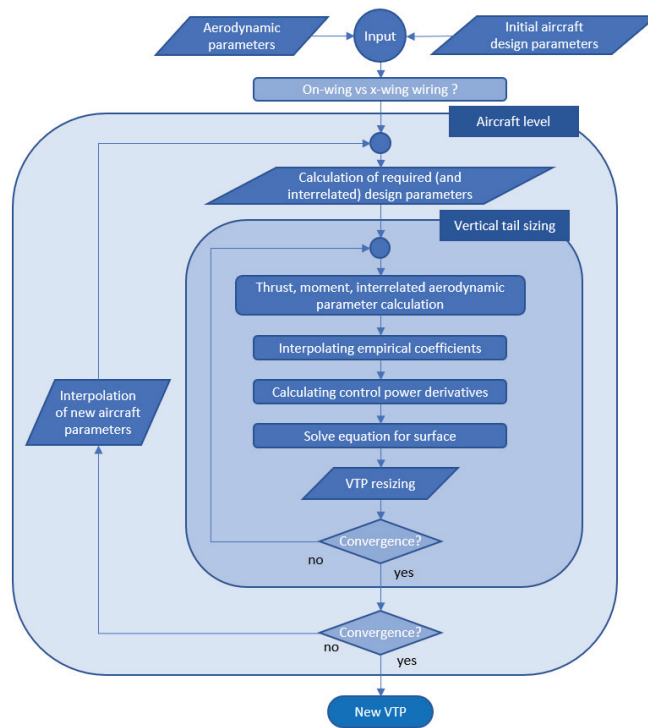 Aerodynamic
parameters
Input
Initial aircraft
design parameters
On-wing vs x-wing wiring ?
Aircraft level
Calculation of required (and
interrelated) design parameters
Vertical tail sizing
Thrust, moment, interrelated aerodynamic
parameter calculation
Interpolating empirical coefficients
Calculating control power derivatives
Interpolation
of new aircraft
parameters
Solve equation for surface
VTP resizing
Convergence?
no
yes
Convergence?
no
yes
New VTP